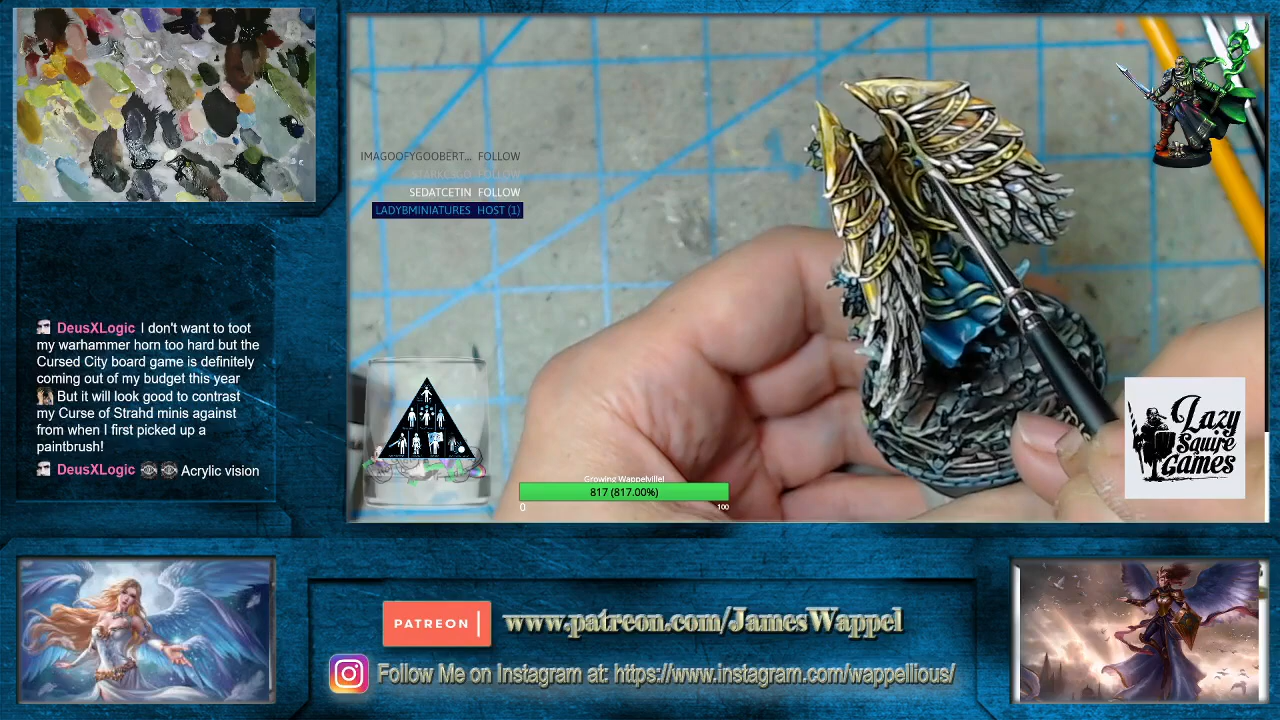 IMAGOOFYGOOBERT... FOLLOW
STARKC3GO FOLLOW
SEDATCETIN FOLLOW
LADYBMINIATURES HOST (1)
DeusXLogic I don't want to toot
my warhammer horn too hard but the
Cursed City board game is definitely
coming out of my budget this year
But it will look good to contrast
my Curse of Strahd minis against
from when I first picked up a
paintbrush!
DeusXLogic Acrylic vision
Growing Wappelville!
817 (817.00%)
0
100
Lazy
Squire
Games
PATREON
www.patreon.com/JamesWappel
Follow Me on Instagram at: https://www.instagram.com/wappellious/